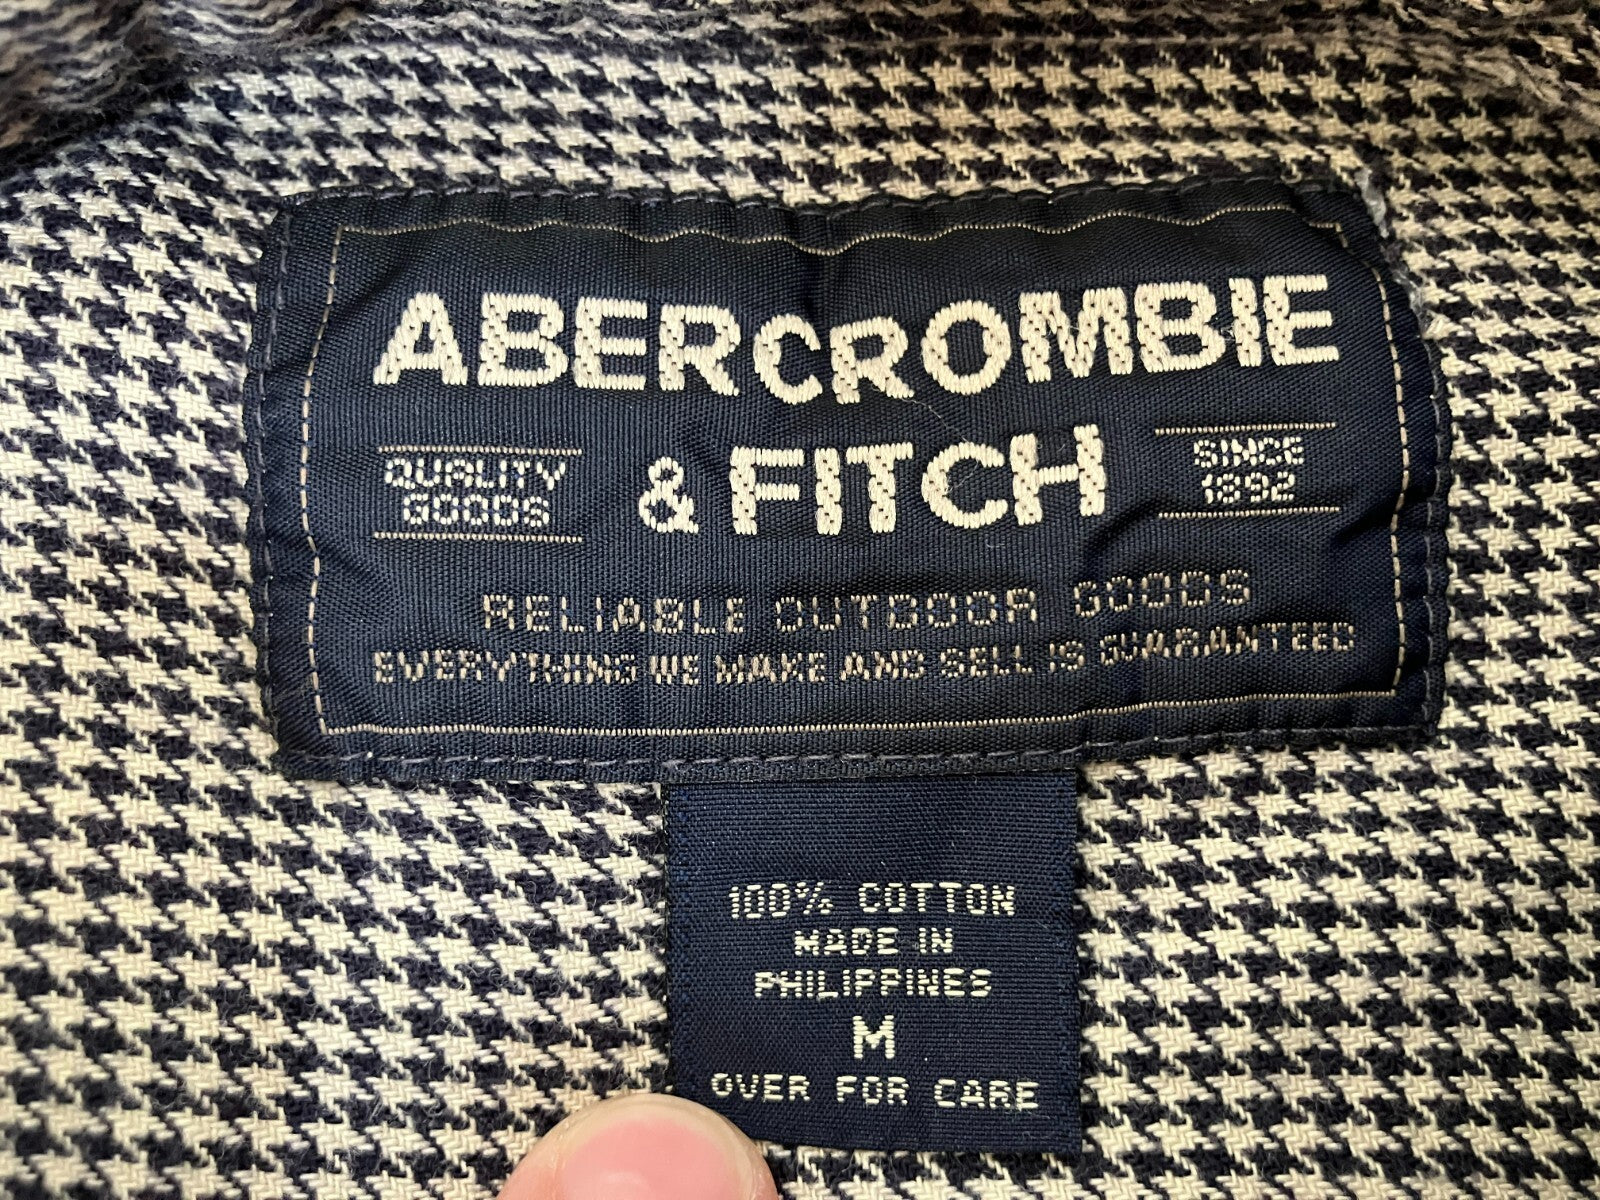 ABERCROMBIE
& FITCH
QUALITY
GOODS
SINCE
1892
RELIABLE OUTDOOR GOODS
EVERYTHING WE MAKE AND SELL IS GUARANTEED
100% COTTON
MADE IN
PHILIPPINES
M
OVER FOR CARE